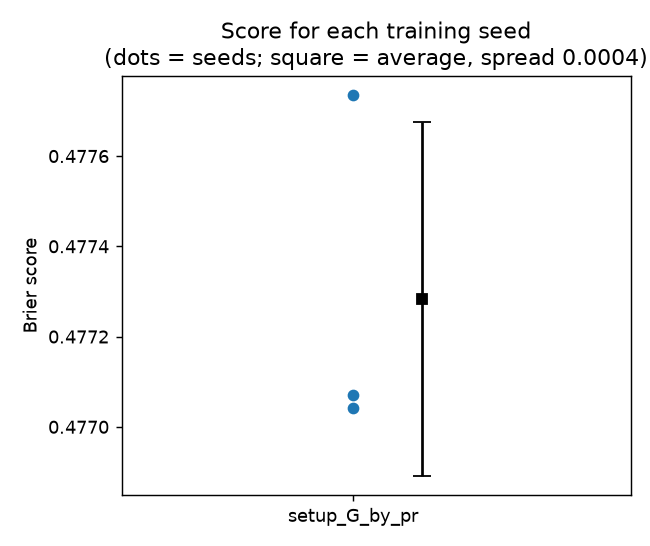 Score for each training seed
(dots = seeds; square = average, spread 0.0004)
0.4776
0.4774
0.4772
0.4770
Brier score
setup_G_by_pr